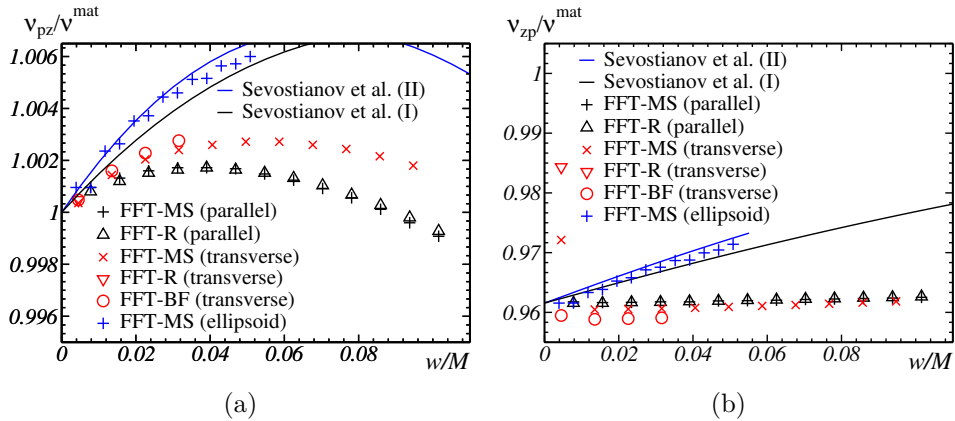 ν_pz/ν^mat
1.006
1.004
1.002
1
0.998
0.996
Sevostianov et al. (II)
Sevostianov et al. (I)
FFT-MS (parallel)
FFT-R (parallel)
FFT-MS (transverse)
FFT-R (transverse)
FFT-BF (transverse)
FFT-MS (ellipsoid)
0 0.02 0.04 0.06 0.08 w/M
(a)
ν_zp/ν^mat
1
0.99
0.98
0.97
0.96
Sevostianov et al. (II)
Sevostianov et al. (I)
FFT-MS (parallel)
FFT-R (parallel)
FFT-MS (transverse)
FFT-R (transverse)
FFT-BF (transverse)
FFT-MS (ellipsoid)
0 0.02 0.04 0.06 0.08 w/M
(b)